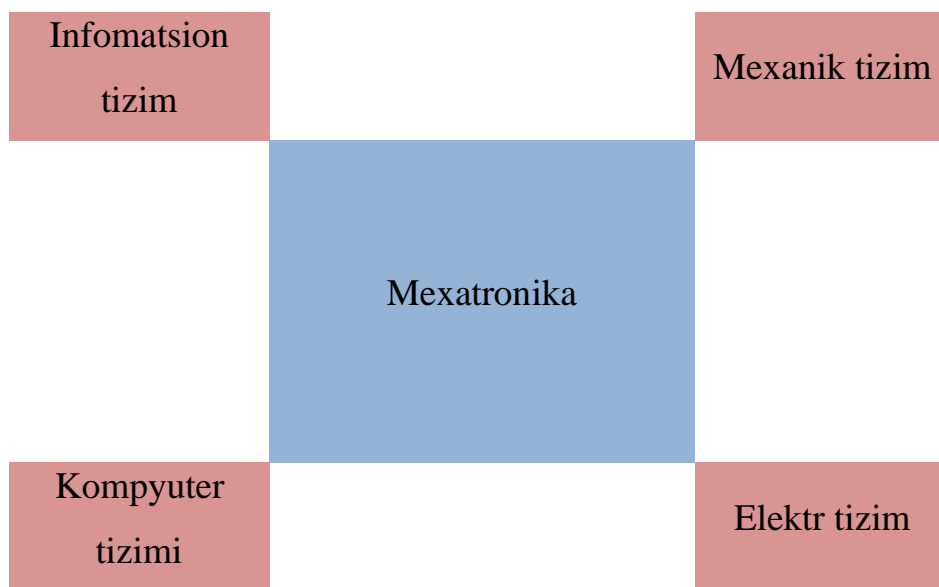 Infomatsion
tizim
Mexanik tizim
Mexatronika
Kompyuter
tizimi
Elektr tizim